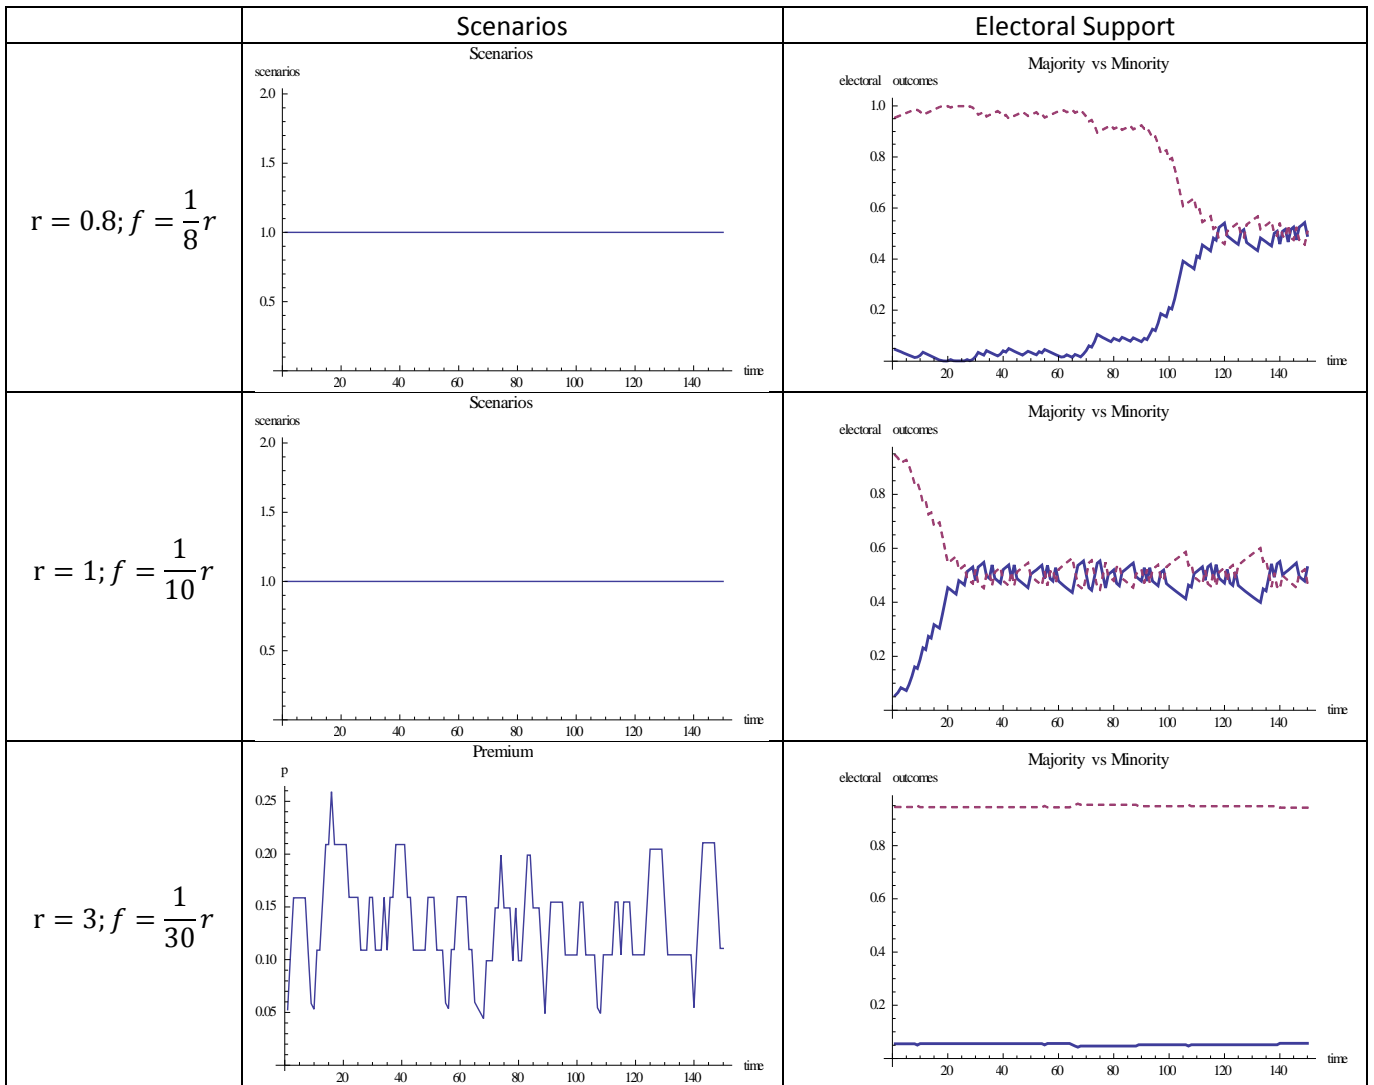 Scenarios
Electoral Support
r = 0.8; f = 1/8 r
Scenarios
scenarios
2.0
1.5
1.0
0.5
20 40 60 80 100 120 140
time
Majority vs Minority
electoral outcomes
1.0
0.8
0.6
0.4
0.2
20 40 60 80 100 120 140
time
r = 1; f = 1/10 r
Scenarios
scenarios
2.0
1.5
1.0
0.5
20 40 60 80 100 120 140
time
Majority vs Minority
electoral outcomes
0.8
0.6
0.4
0.2
20 40 60 80 100 120 140
time
r = 3; f = 1/30 r
Premium
p
0.25
0.20
0.15
0.10
0.05
20 40 60 80 100 120 140
time
Majority vs Minority
electoral outcomes
0.8
0.6
0.4
0.2
20 40 60 80 100 120 140
time